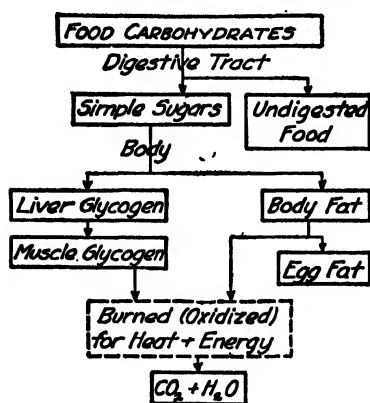 FOOD CARBOHYDRATES
Digestive Tract
Simple Sugars
Undigested
Food
Body
Liver Glycogen
Body Fat
Muscle Glycogen
Egg Fat
Burned (Oxidized)
for Heat + Energy
CO₂ + H₂O